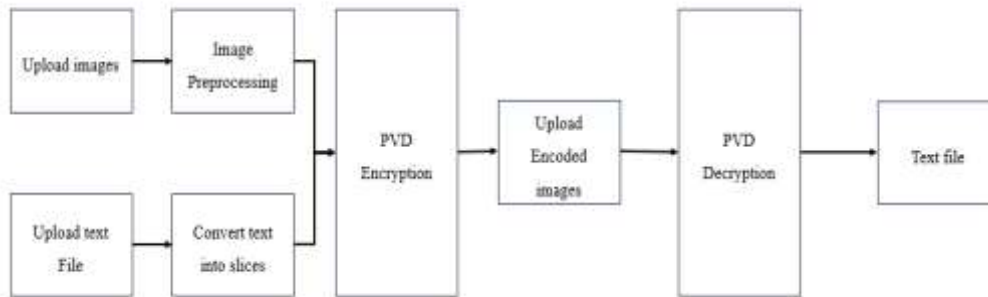 Upload images
Image
Preprocessing
Upload text
File
Convert text
into slices
PVD
Encryption
Upload
Encoded
images
PVD
Decryption
Text file